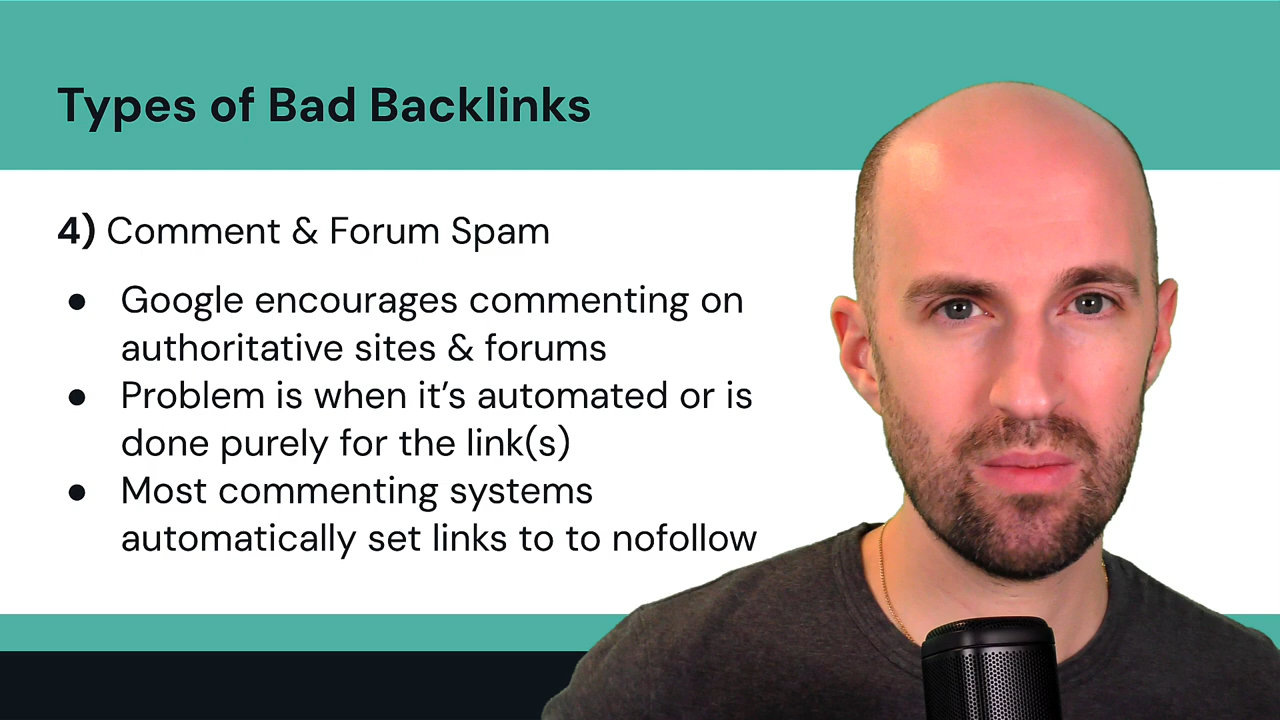 Types of Bad Backlinks
4) Comment & Forum Spam
● Google encourages commenting on
authoritative sites & forums
● Problem is when it’s automated or is
done purely for the link(s)
● Most commenting systems
automatically set links to to nofollow